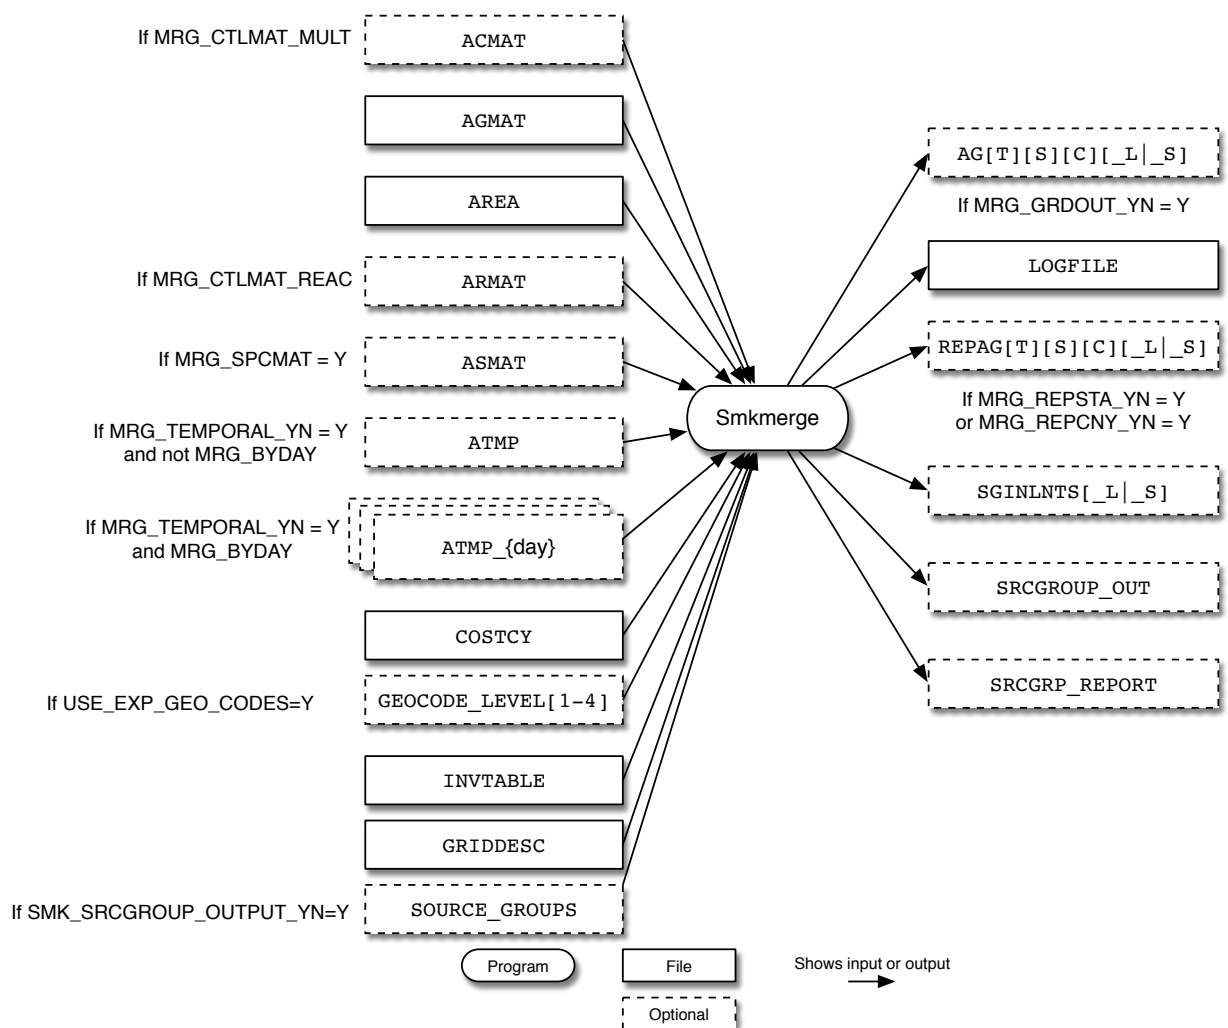 If MRG_CTLMAT_MULT
ACMAT
AGMAT
AREA
If MRG_CTLMAT_REAC
ARMAT
If MRG_SPCMAT = Y
ASMAT
If MRG_TEMPORAL_YN = Y
and not MRG_BYDAY
ATMP
If MRG_TEMPORAL_YN = Y
and MRG_BYDAY
ATMP_{day}
COSTCY
If USE_EXP_GEO_CODES=Y
GEOCODE_LEVEL[1-4]
INVTABLE
GRIDDESC
If SMK_SRCGROUP_OUTPUT_YN=Y
SOURCE_GROUPS
Smkmerge
AG[T][S][C][_L|_S]
If MRG_GRDOUT_YN = Y
LOGFILE
REPAG[T][S][C][_L|_S]
If MRG_REPSTA_YN = Y
or MRG_REPCNY_YN = Y
SGINLNTS[_L|_S]
SRCGROUP_OUT
SRCGRP_REPORT
Program
File
Shows input or output
Optional